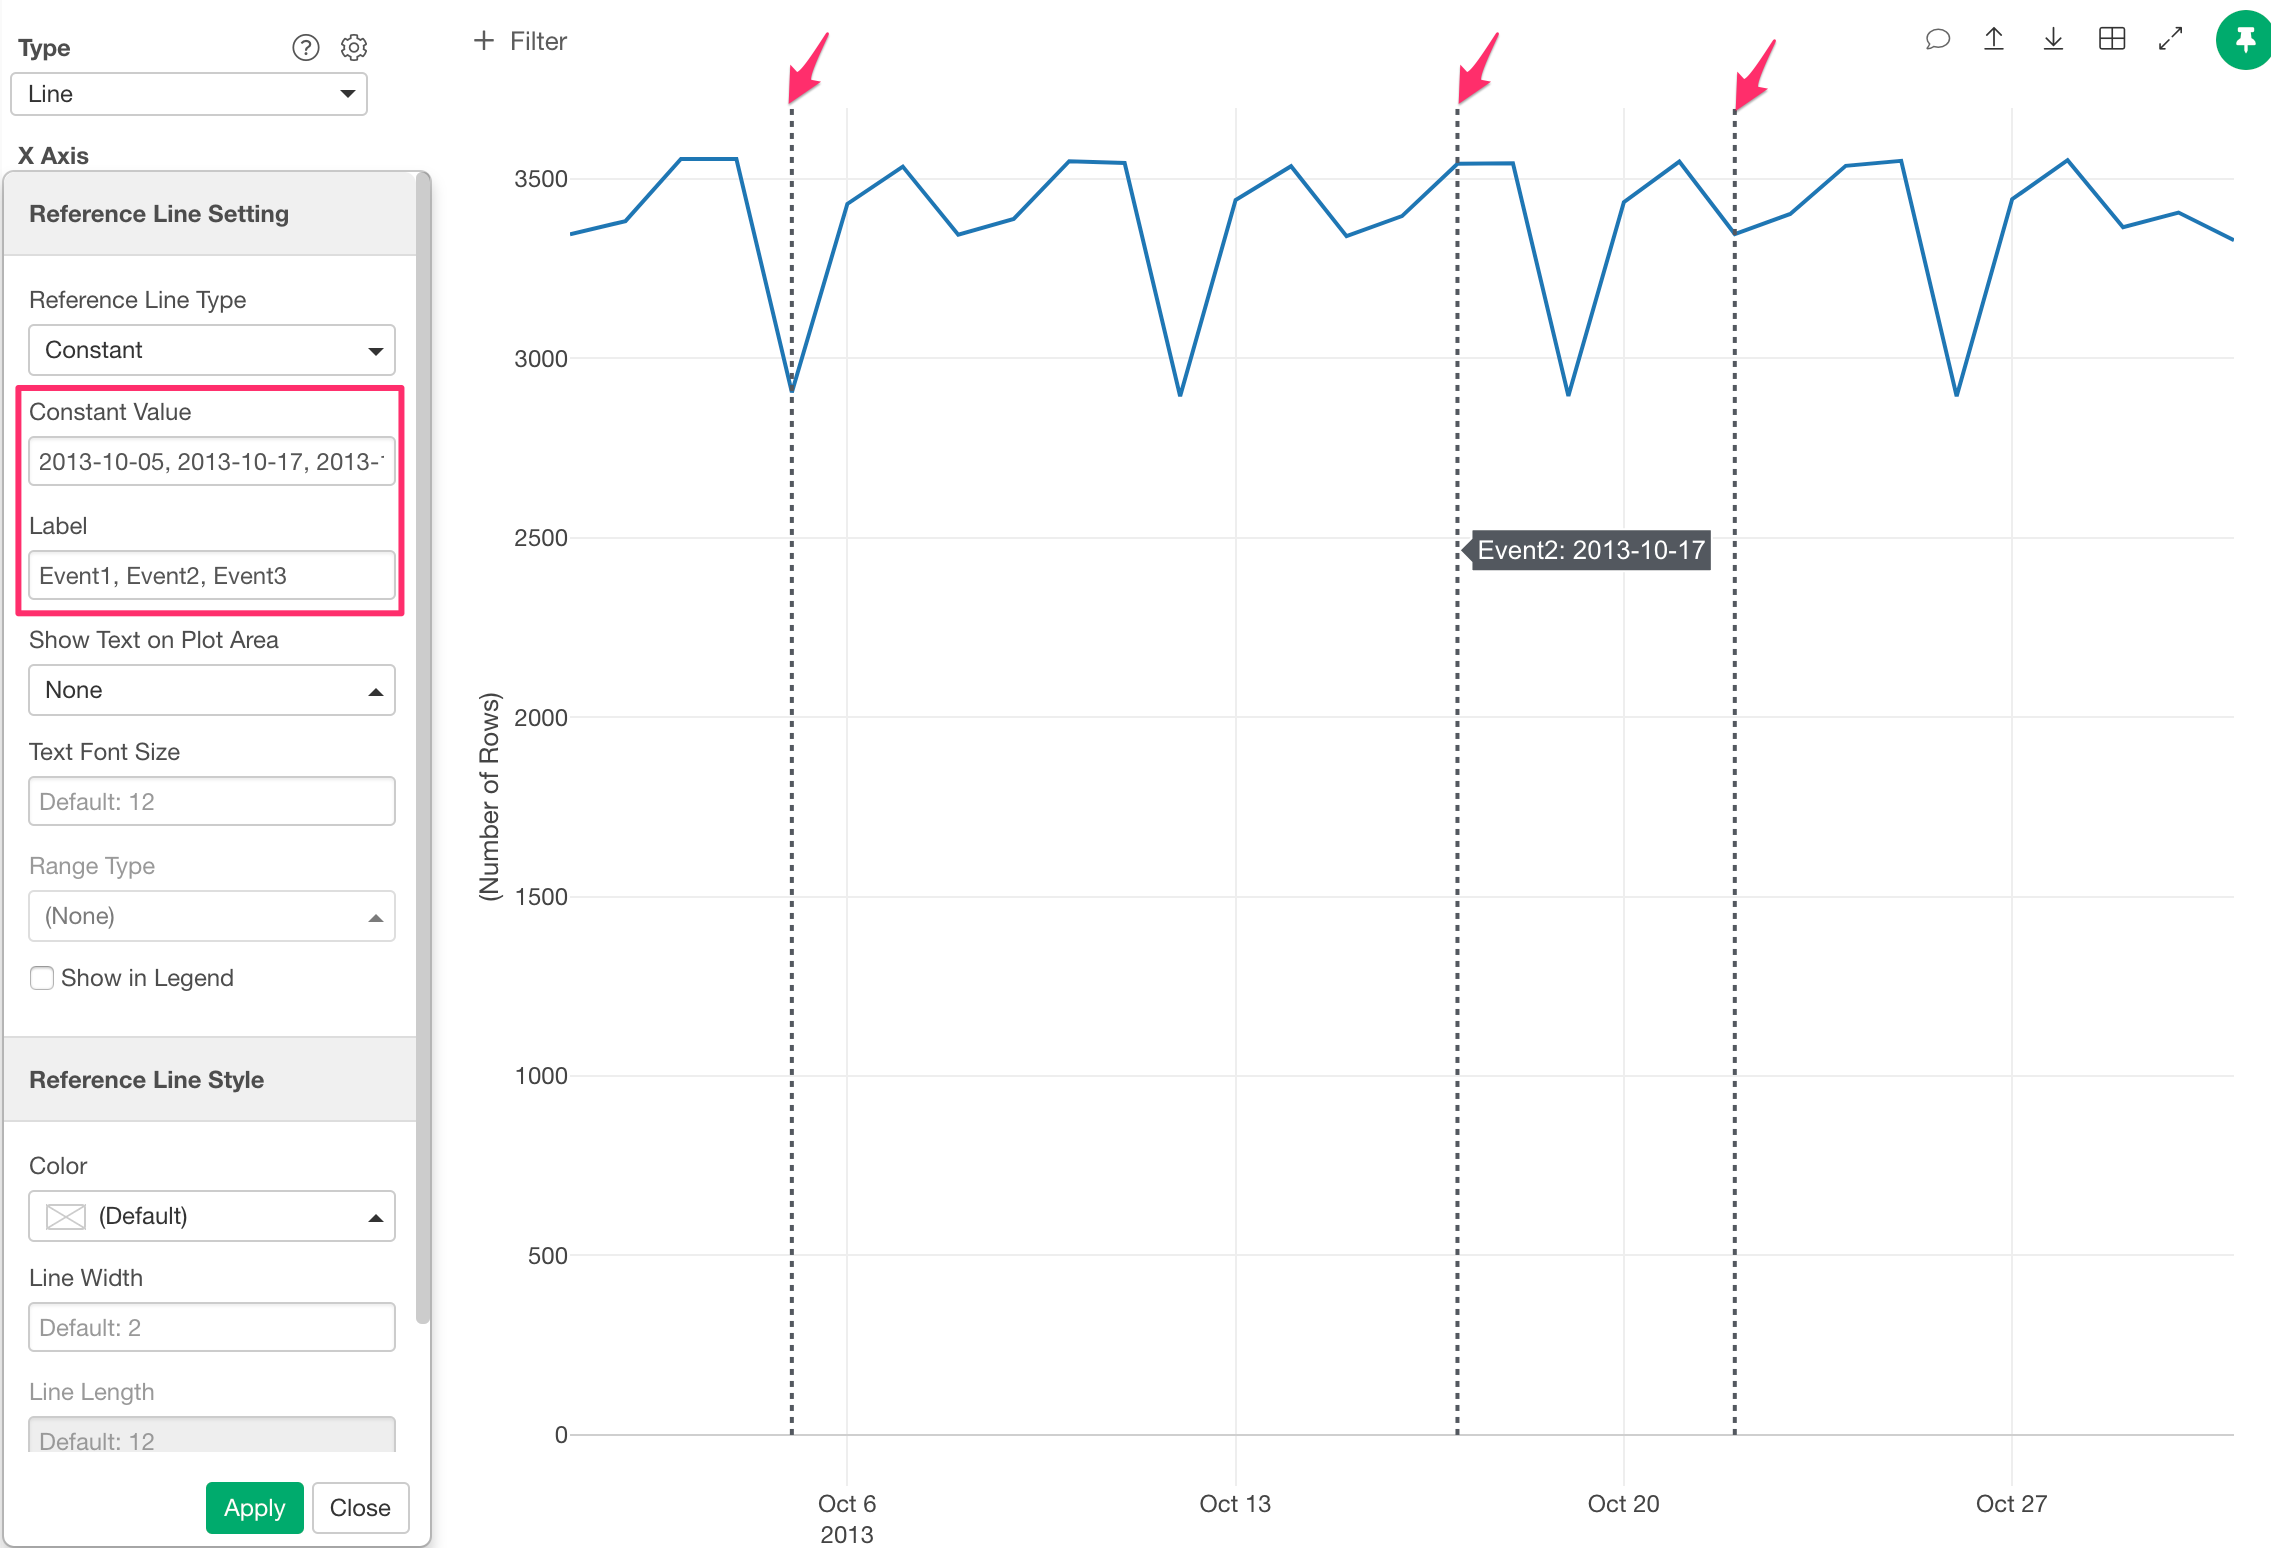 Type
Line
X Axis
Reference Line Setting
Reference Line Type
Constant
Constant Value
2013-10-05, 2013-10-17, 2013-
Label
Event1, Event2, Event3
Show Text on Plot Area
None
Text Font Size
Default: 12
Range Type
(None)
Show in Legend
Reference Line Style
Color
(Default)
Line Width
Default: 2
Line Length
Default: 12
Apply Close
+ Filter
(Number of Rows)
3500
3000
2500
2000
1500
1000
500
0
Event2: 2013-10-17
Oct 6
2013
Oct 13
Oct 20
Oct 27